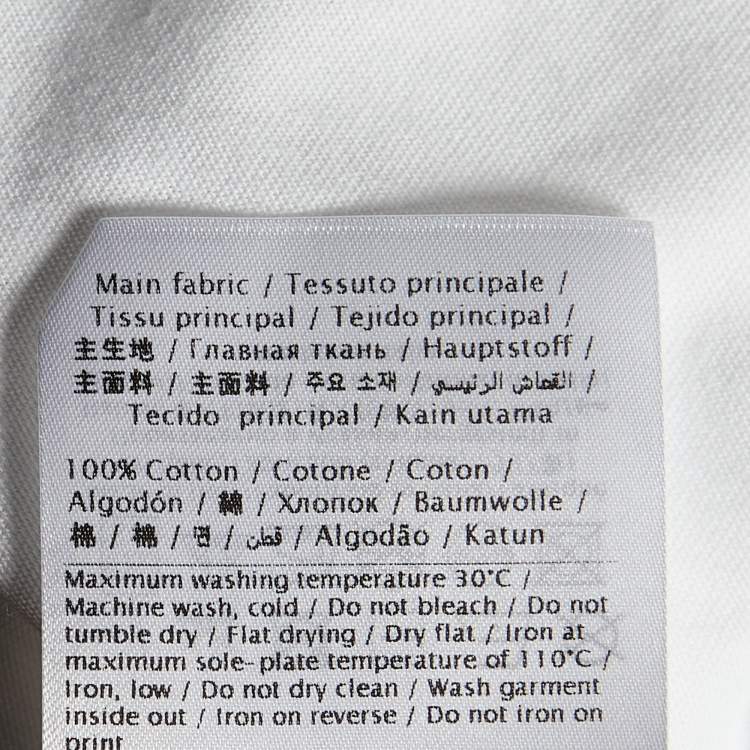 Main fabric / Tessuto principale /
Tissu principal / Tejido principal /
主生地 / Главная ткань / Hauptstoff /
主面料 / 主面料 / 주요 소재 / القماش الرئيسي /
Tecido principal / Kain utama
100% Cotton / Cotone / Coton /
Algodón / 綿 / Хлопок / Baumwolle /
棉 / 棉 / 면 / قطن / Algodão / Katun
Maximum washing temperature 30°C /
Machine wash, cold / Do not bleach / Do not
tumble dry / Flat drying / Dry flat / Iron at
maximum sole-plate temperature of 110°C /
Iron, low / Do not dry clean / Wash garment
inside out / Iron on reverse / Do not iron on
print